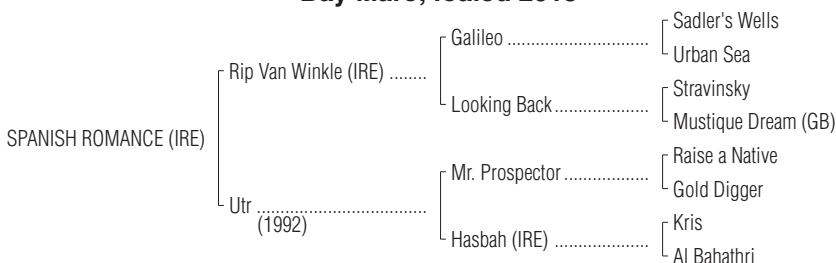 Bay Mare; foaled
Sadler's Wells
Galileo ..............................
Urban Sea
Rip Van Winkle (IRE) ........
Stravinsky
Looking Back....................
Mustique Dream (GB)
SPANISH ROMANCE (IRE)
Raise a Native
Mr. Prospector ..................
Gold Digger
Utr ....................................
(1992)
Kris
Hasbah (IRE) ....................
Al Bahathri